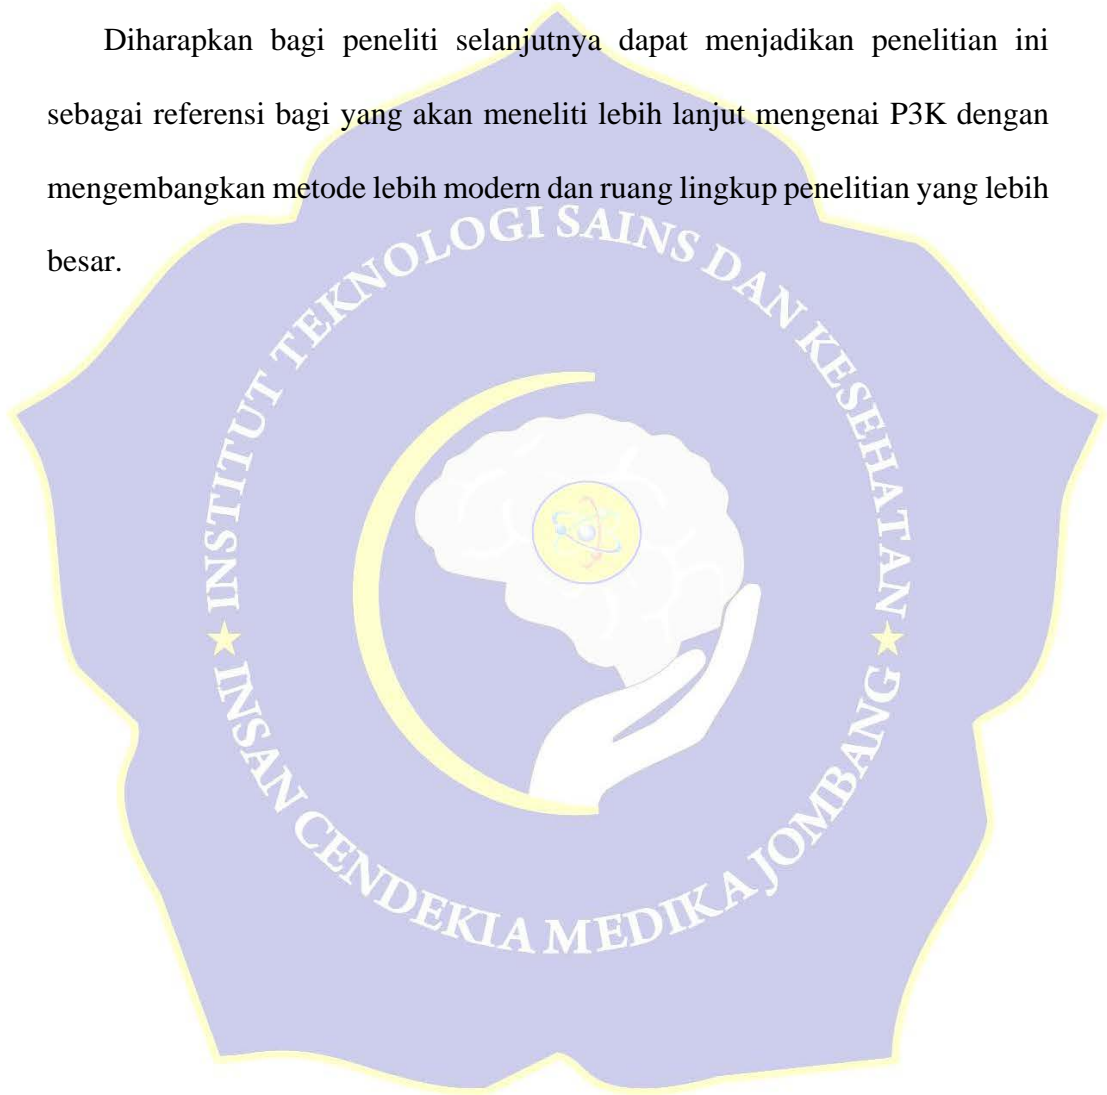 Diharapkan bagi peneliti selanjutnya dapat menjadikan penelitian ini
sebagai referensi bagi yang akan meneliti lebih lanjut mengenai P3K dengan
mengembangkan metode lebih modern dan ruang lingkup penelitian yang lebih
besar.
INSTITUT TEKNOLOGI SAINS DAN KESEHATAN
INSAN CENDEKIA MEDIKA JOMBANG